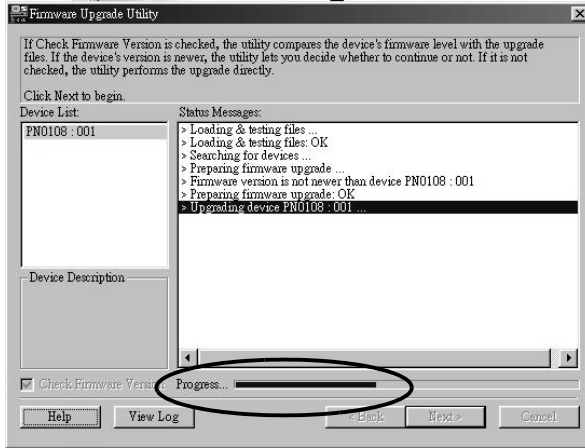 Firmware Upgrade Utility
If Check Firmware Version is checked, the utility compares the device's firmware level with the upgrade
files. If the device's version is newer, the utility lets you decide whether to continue or not. If it is not
checked, the utility performs the upgrade directly.
Click Next to begin.
Device List:
PN0108 : 001
Status Messages:
> Loading & testing files ...
> Loading & testing files: OK
> Searching for devices ...
> Preparing firmware upgrade ...
> Firmware version is not newer than device PN0108 : 001
> Preparing firmware upgrade: OK
> Upgrading device PN0108 : 001 ...
Device Description
Check Firmware Version
Progress...
Help
View Log
< Back
Next >
Cancel